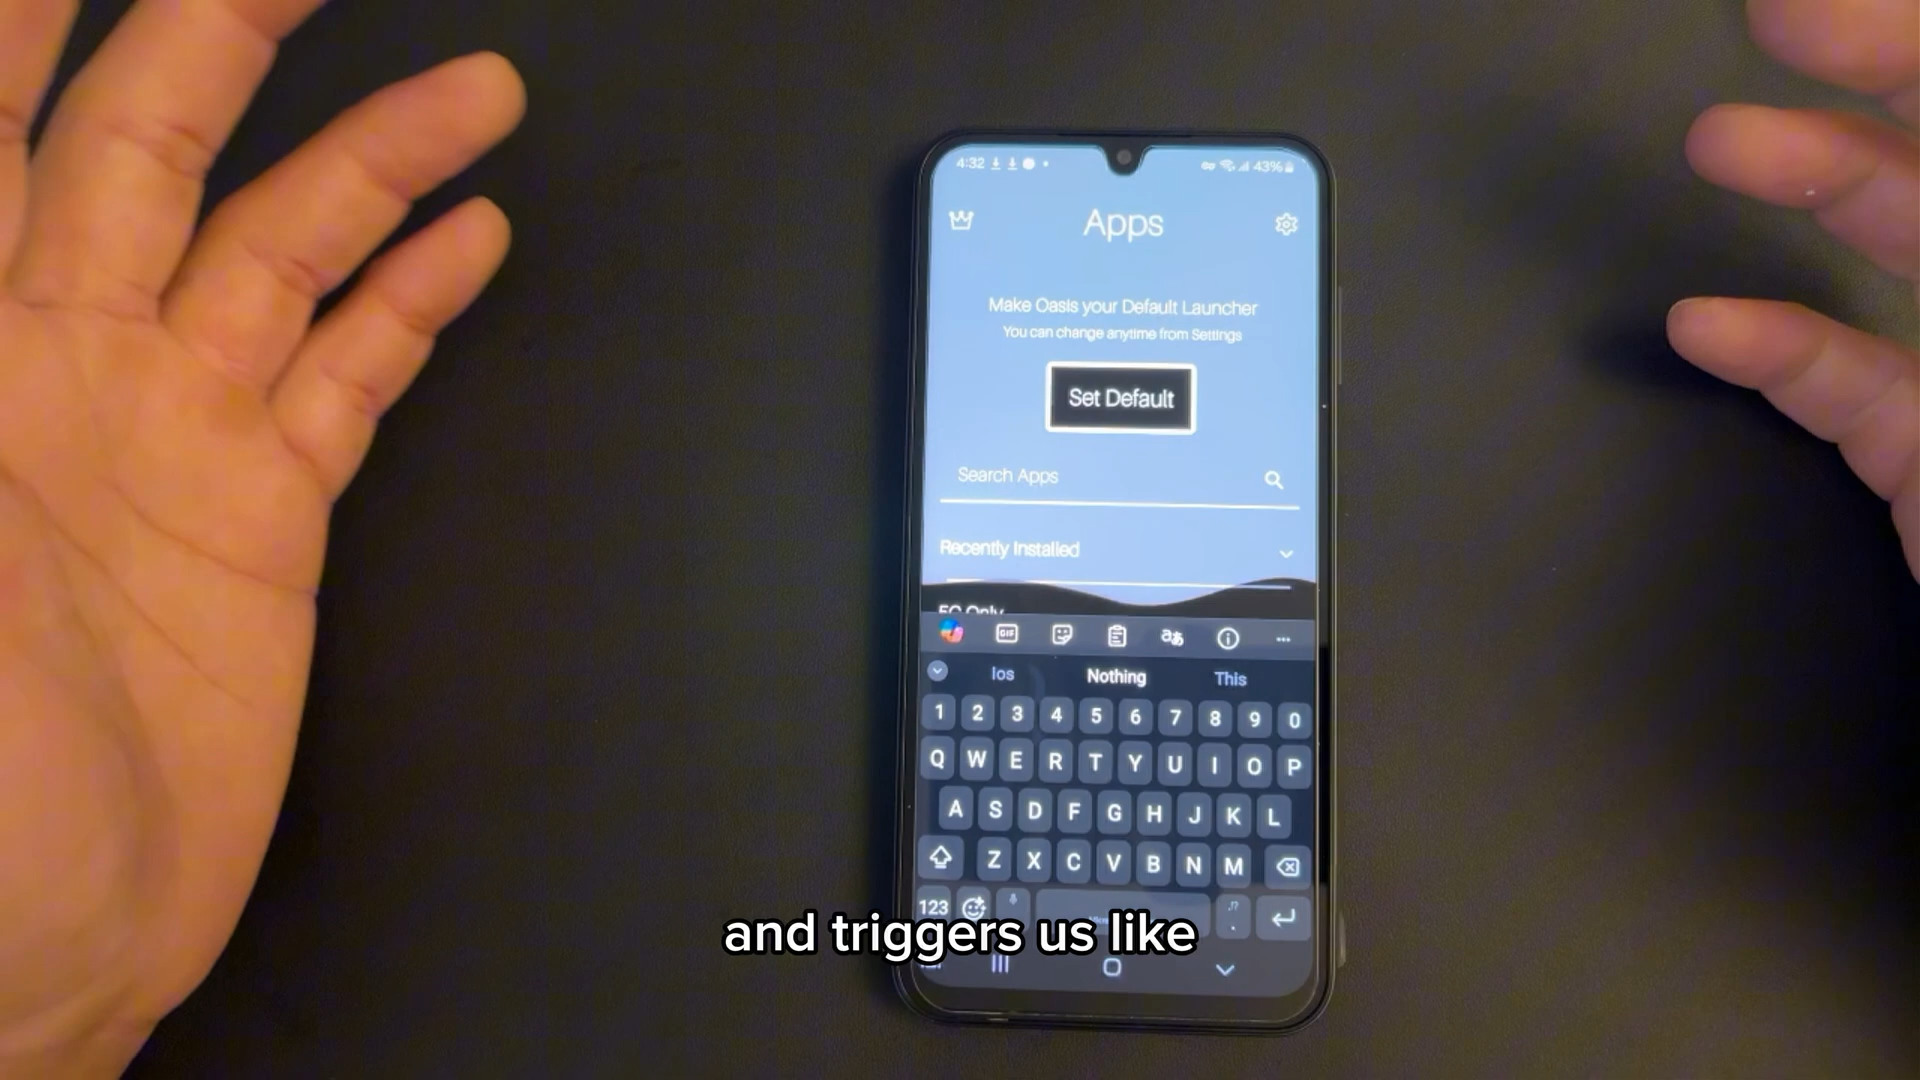 4:32
43%
Apps
Make Oasis your Default Launcher
You can change anytime from Settings
Set Default
Search Apps
Recently Installed
GIF
Ios Nothing This
1 2 3 4 5 6 7 8 9 0
Q W E R T Y U I O P
A S D F G H J K L
Z X C V B N M
123
and triggers us like